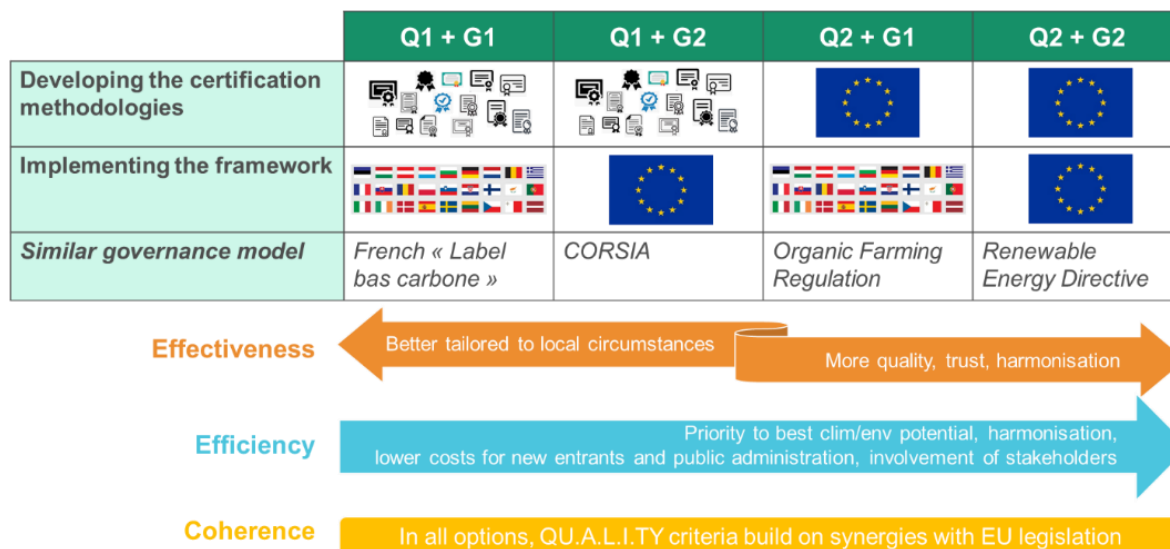 Q1 + G1
Q1 + G2
Q2 + G1
Q2 + G2
Developing the certification
methodologies
Implementing the framework
Similar governance model
French « Label
bas carbone »
CORSIA
Organic Farming
Regulation
Renewable
Energy Directive
Effectiveness
Better tailored to local circumstances
More quality, trust, harmonisation
Efficiency
Priority to best clim/env potential, harmonisation,
lower costs for new entrants and public administration, involvement of stakeholders
Coherence
In all options, QU.A.L.I.TY criteria build on synergies with EU legislation